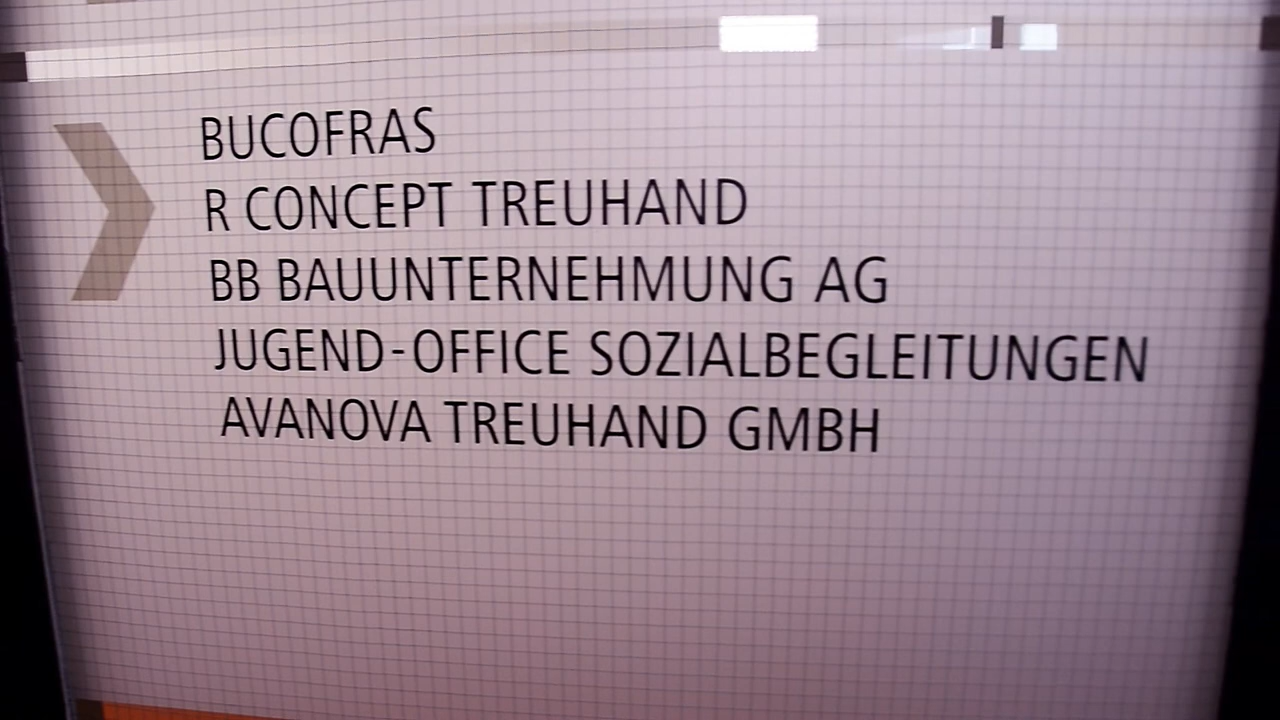 BUCOFRAS
R CONCEPT TREUHAND
BB BAUUNTERNEHMUNG AG
JUGEND-OFFICE SOZIALBEGLEITUNGEN
AVANOVA TREUHAND GMBH